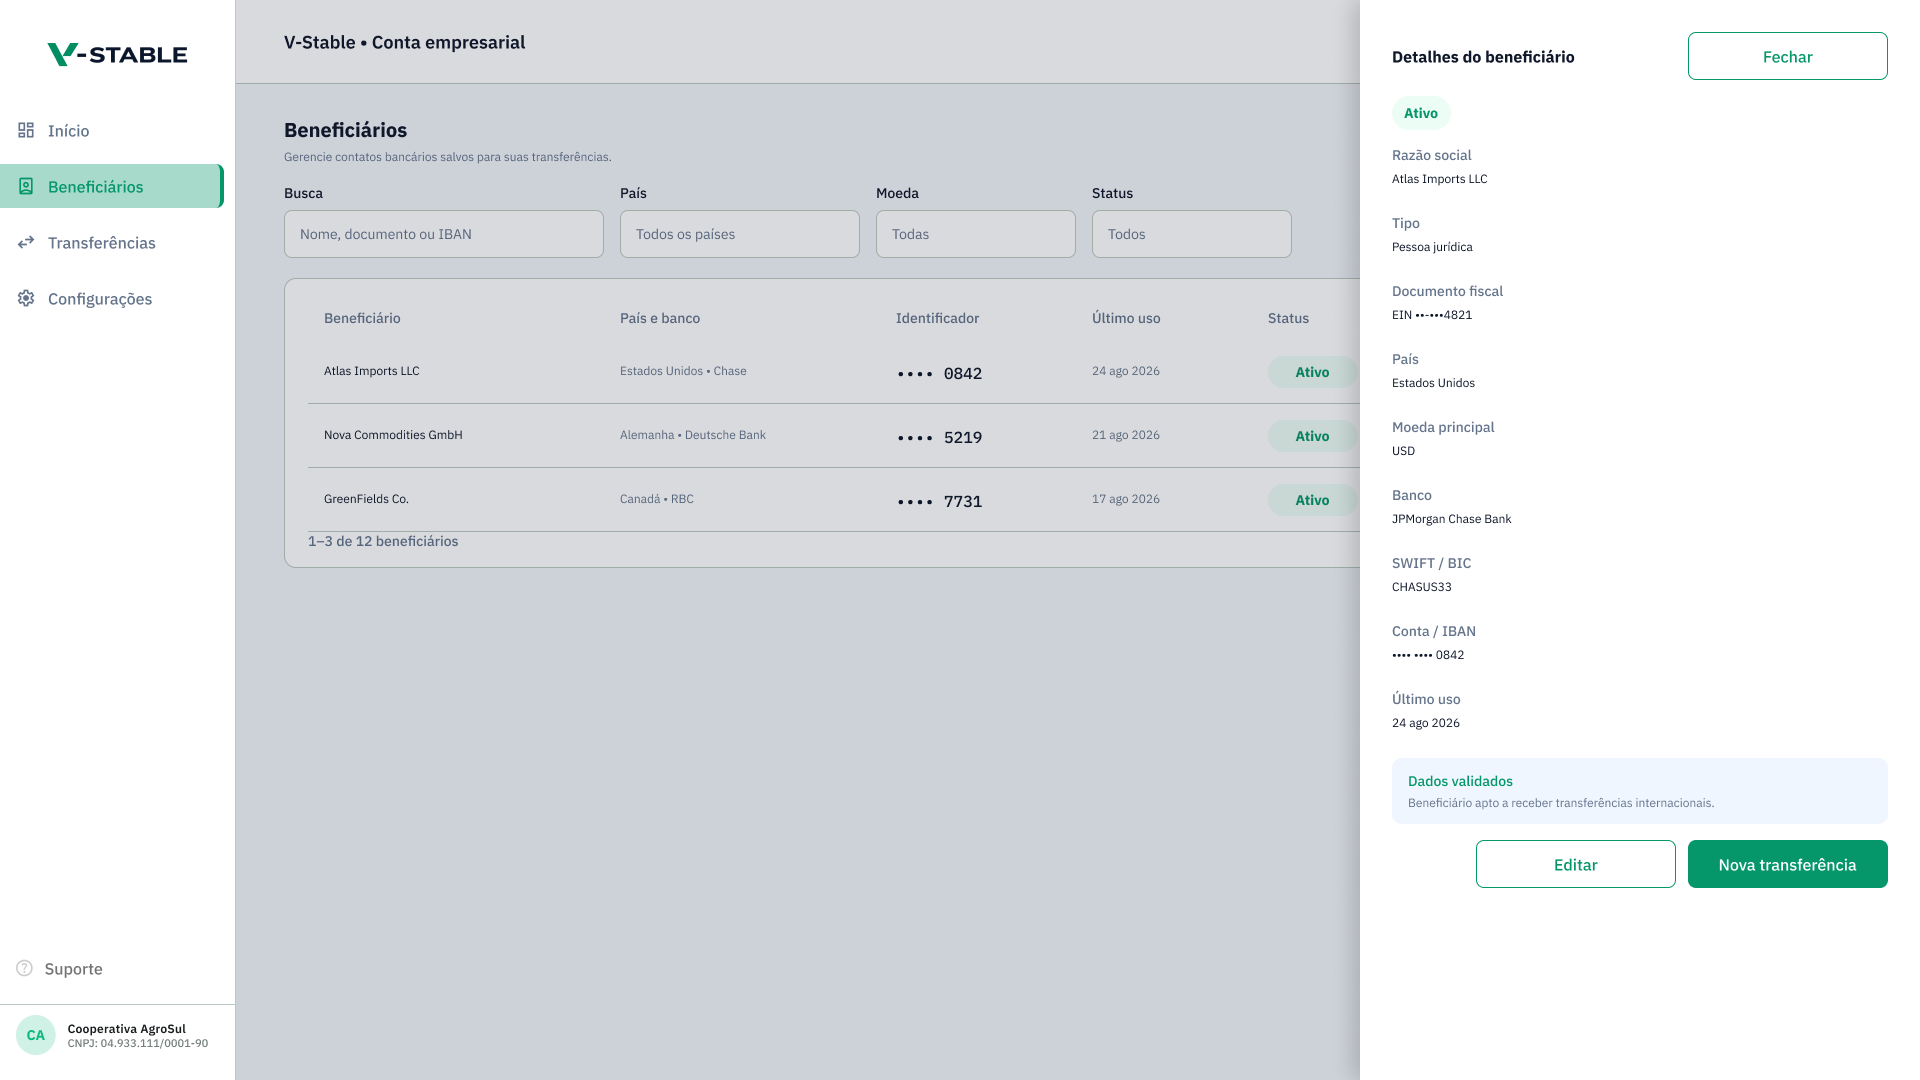 V-STABLE
Início
Beneficiários
Transferências
Configurações
Suporte
CA
Cooperativa AgroSul
CNPJ: 04.933.111/0001-90
V-Stable • Conta empresarial
Beneficiários
Gerencie contatos bancários salvos para suas transferências.
Busca País Moeda Status
Nome, documento ou IBAN Todos os países Todas Todos
Beneficiário País e banco Identificador Último uso Status
Atlas Imports LLC Estados Unidos • Chase •••• 0842 24 ago 2026 Ativo
Nova Commodities GmbH Alemanha • Deutsche Bank •••• 5219 21 ago 2026 Ativo
GreenFields Co. Canadá • RBC •••• 7731 17 ago 2026 Ativo
1–3 de 12 beneficiários
Detalhes do beneficiário
Fechar
Ativo
Razão social
Atlas Imports LLC
Tipo
Pessoa jurídica
Documento fiscal
EIN ••-•••4821
País
Estados Unidos
Moeda principal
USD
Banco
JPMorgan Chase Bank
SWIFT / BIC
CHASUS33
Conta / IBAN
•••• •••• 0842
Último uso
24 ago 2026
Dados validados
Beneficiário apto a receber transferências internacionais.
Editar
Nova transferência